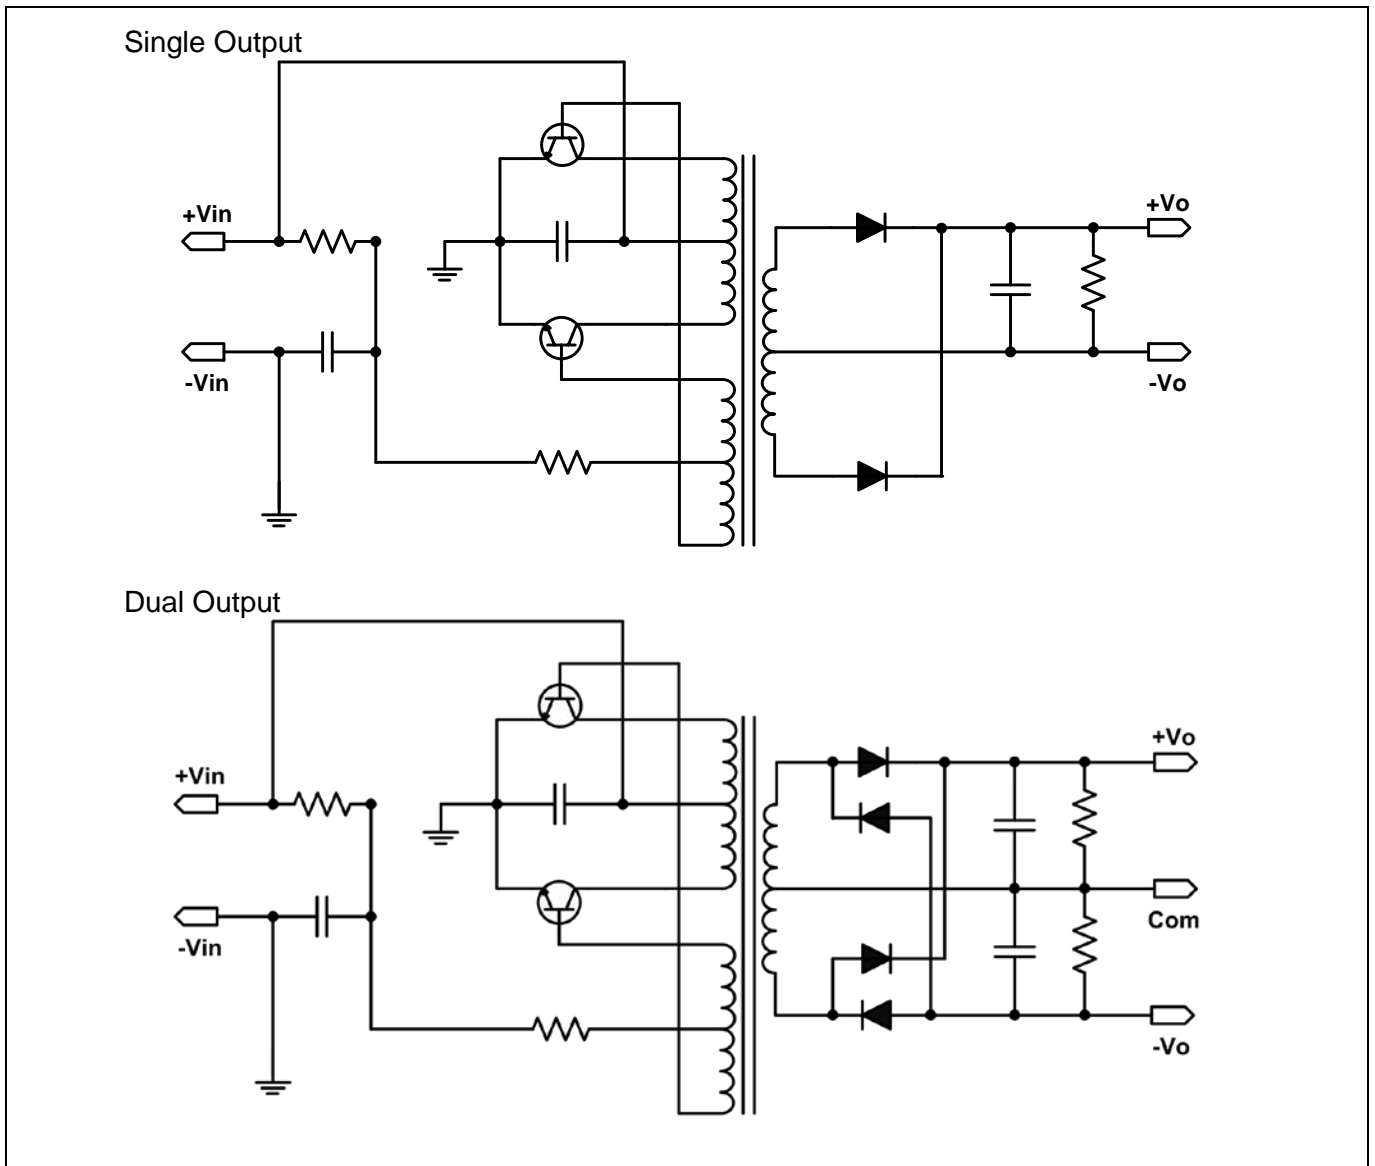 Single Output
+Vin
+Vo
-Vin
-Vo
Dual Output
+Vo
+Vin
Com
-Vin
-Vo